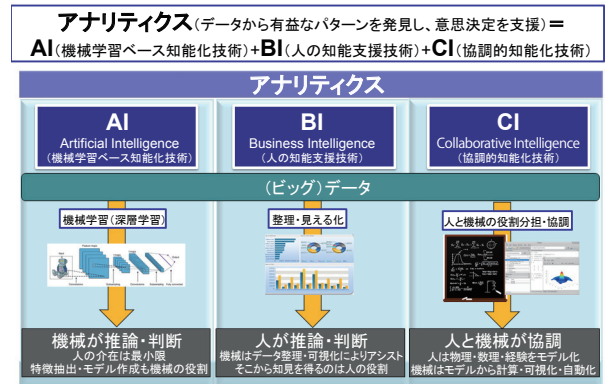 アナリティクス(データから有益なパターンを発見し、意思決定を支援)=
AI(機械学習ベース知能化技術)+BI(人の知能支援技術)+CI(協調的知能化技術)
アナリティクス
AI
Artificial Intelligence
(機械学習ベース知能化技術)
BI
Business Intelligence
(人の知能支援技術)
CI
Collaborative Intelligence
(協調的知能化技術)
(ビッグ)データ
機械学習(深層学習)
整理・見える化
人と機械の役割分担・協調
機械が推論・判断
人の介在は最小限
特徴抽出・モデル作成も機械の役割
人が推論・判断
機械はデータ整理・可視化によりアシスト
そこから知見を得るのは人の役割
人と機械が協調
人は物理・数理・経験をモデル化
機械はモデルから計算・可視化・自動化